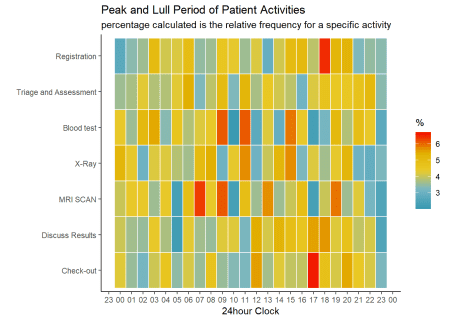 Peak and Lull Period of Patient Activities
percentage calculated is the relative frequency for a specific activity
Registration
Triage and Assessment
Blood test
X-Ray
MRI SCAN
Discuss Results
Check-out
23 00 01 02 03 04 05 06 07 08 09 10 11 12 13 14 15 16 17 18 19 20 21 22 23 00
24hour Clock
%
6
5
4
3